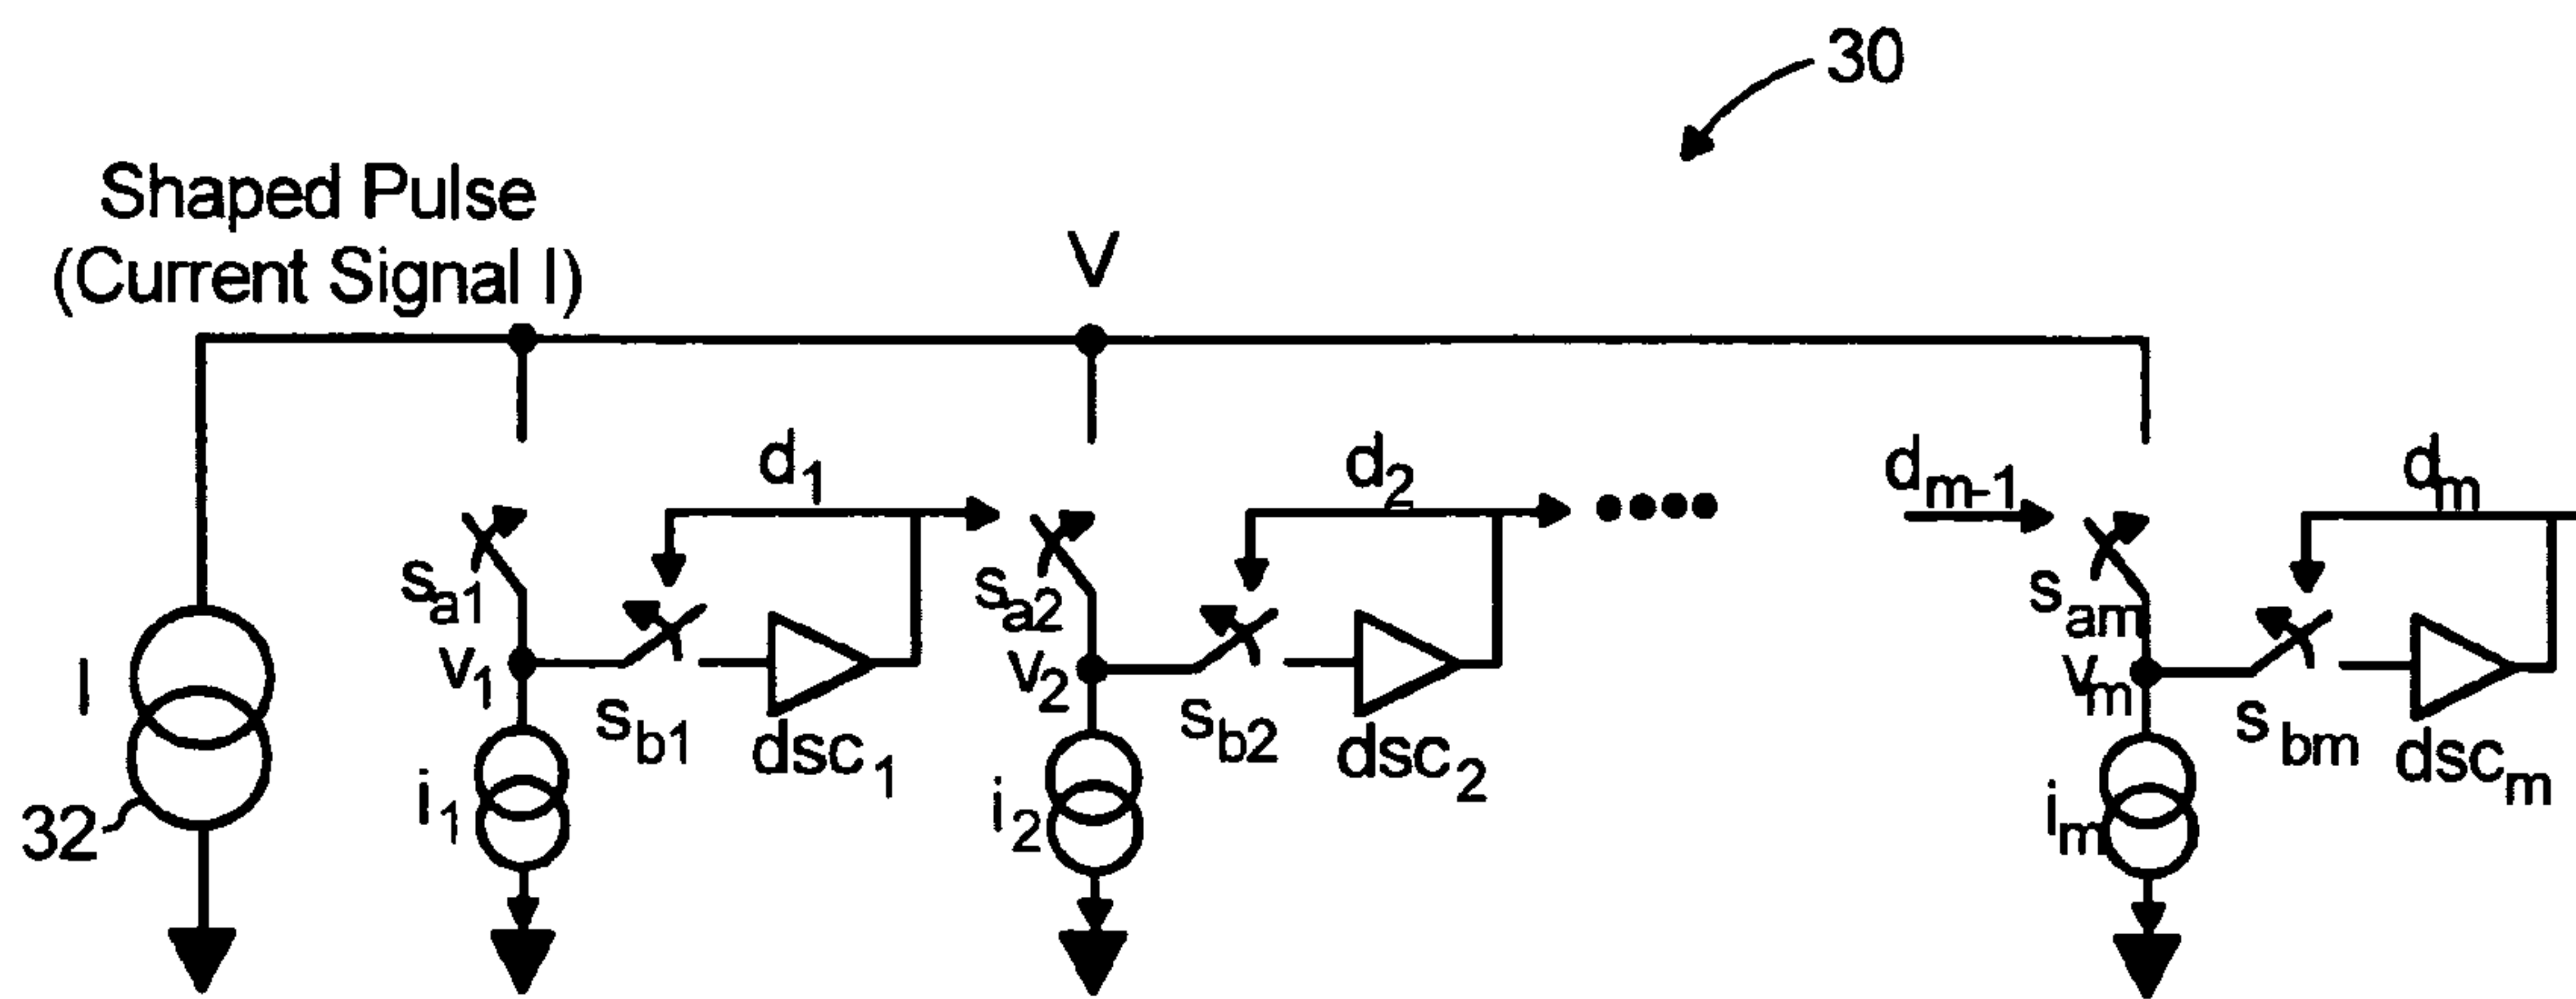 30
Shaped Pulse
(Current Signal I)
V
d1
d2
dm-1
dm
sa1
sa2
sam
v1
v2
vm
sb1
sb2
sbm
I
dsc1
dsc2
dscm
i1
i2
im
32